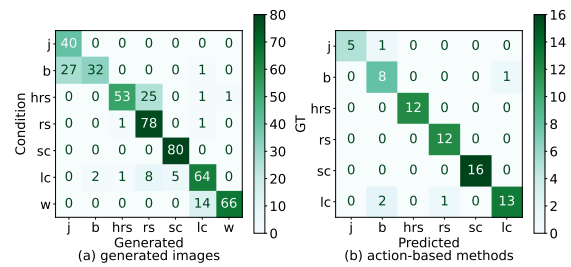 80
70
60
50
40
30
20
10
0
j 40 0 0 0 0 0 0
b 27 32 0 0 0 1 0
hrs 0 0 53 25 0 1 1
rs 0 0 1 78 0 1 0
sc 0 0 0 0 80 0 0
lc 0 2 1 8 5 64 0
w 0 0 0 0 0 14 66
j b hrs rs sc lc w
Condition
Generated
(a) generated images
16
14
12
10
8
6
4
2
0
j 5 1 0 0 0 0
b 0 8 0 0 0 1
hrs 0 0 12 0 0 0
rs 0 0 0 12 0 0
sc 0 0 0 0 16 0
lc 0 2 0 1 0 13
j b hrs rs sc lc
GT
Predicted
(b) action-based methods